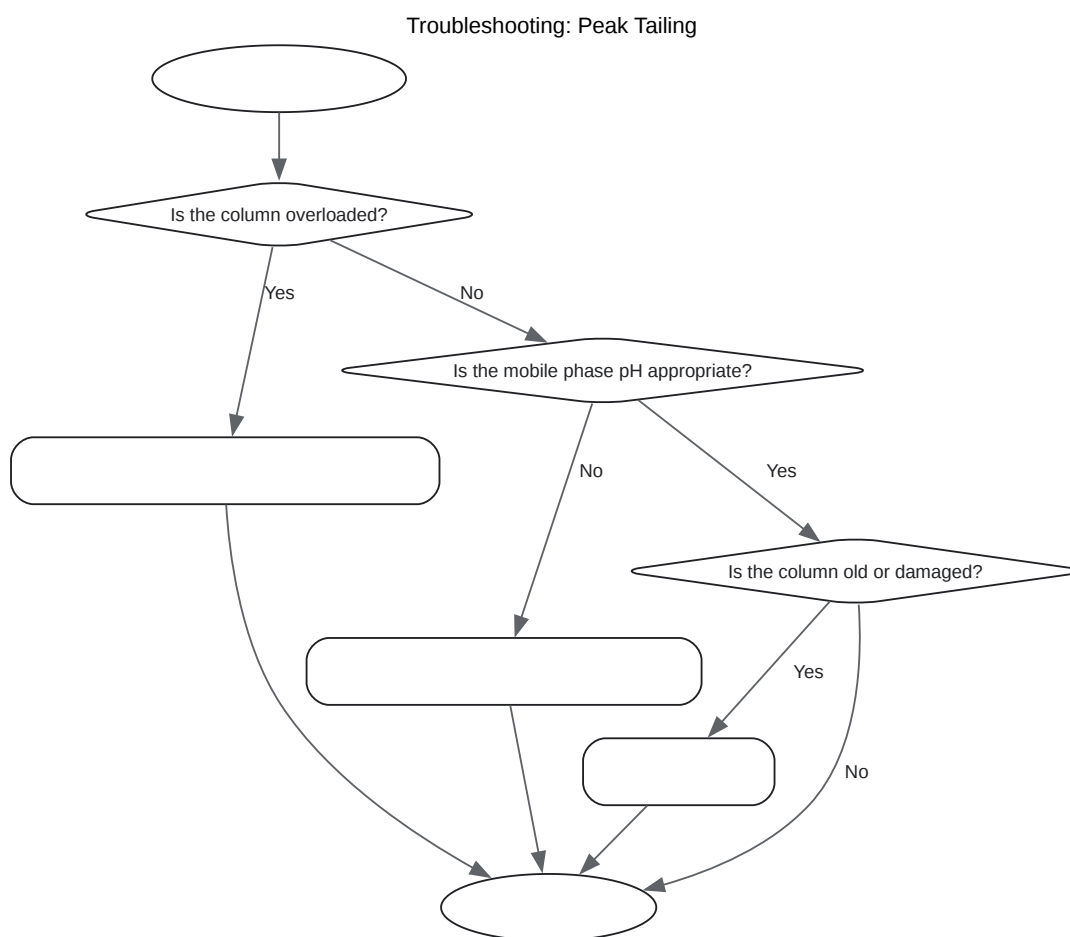 Troubleshooting: Peak Tailing
Is the column overloaded?
Yes
No
Is the mobile phase pH appropriate?
No
Yes
Is the column old or damaged?
Yes
No